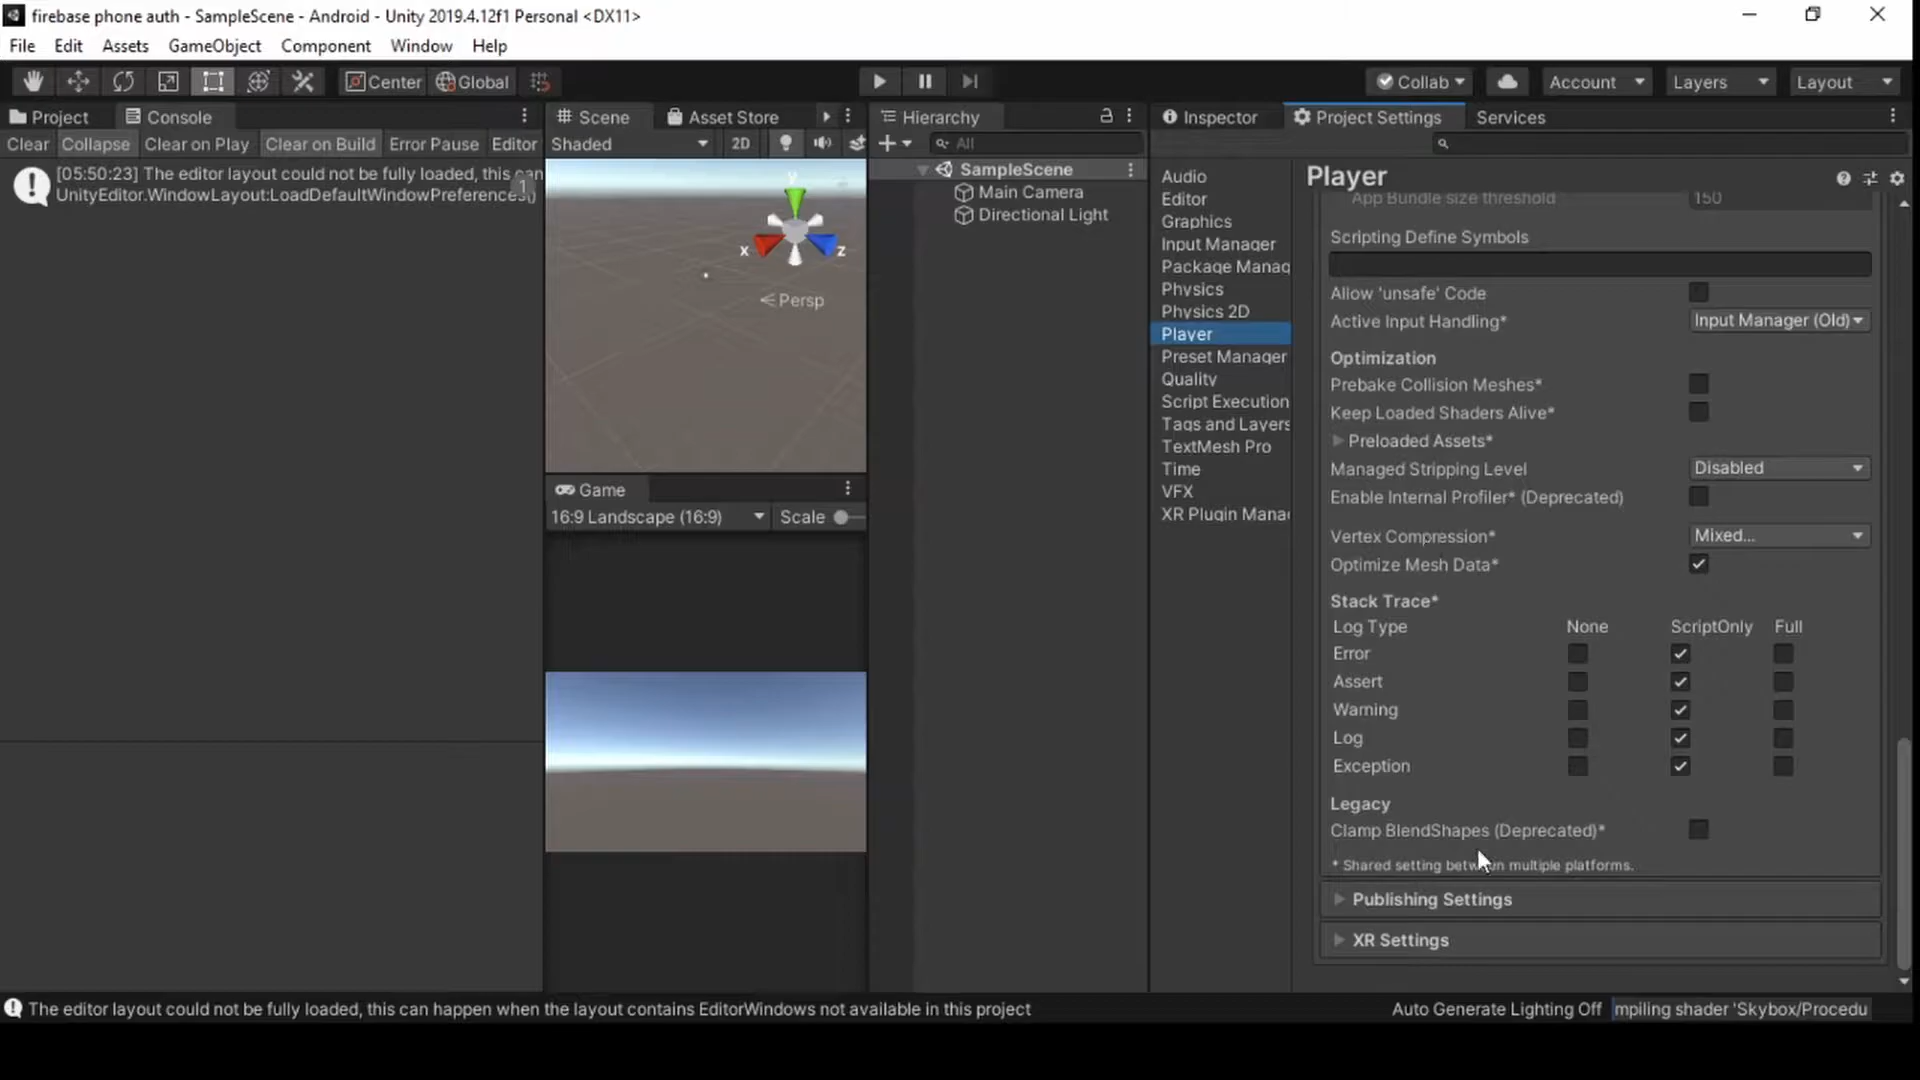 firebase phone auth - SampleScene - Android - Unity 2019.4.12f1 Personal <DX11>
File Edit Assets GameObject Component Window Help
Center Global Collab Account Layers Layout
Project Console
Clear Collapse Clear on Play Clear on Build Error Pause Editor
[05:50:23] The editor layout could not be fully loaded, this can
UnityEditor.WindowLayout:LoadDefaultWindowPreferences()
1
Scene Asset Store
Shaded 2D
y
x z
Persp
Game
16:9 Landscape (16:9) Scale
Hierarchy
All
SampleScene
Main Camera
Directional Light
Inspector Project Settings Services
Audio
Editor
Graphics
Input Manager
Package Manag
Physics
Physics 2D
Player
Preset Manager
Quality
Script Execution
Tags and Layers
TextMesh Pro
Time
VFX
XR Plugin Mana
Player
App Bundle size threshold 150
Scripting Define Symbols
Allow 'unsafe' Code
Active Input Handling* Input Manager (Old)
Optimization
Prebake Collision Meshes*
Keep Loaded Shaders Alive*
Preloaded Assets*
Managed Stripping Level Disabled
Enable Internal Profiler* (Deprecated)
Vertex Compression* Mixed...
Optimize Mesh Data*
Stack Trace*
Log Type None ScriptOnly Full
Error
Assert
Warning
Log
Exception
Legacy
Clamp BlendShapes (Deprecated)*
* Shared setting between multiple platforms.
Publishing Settings
XR Settings
The editor layout could not be fully loaded, this can happen when the layout contains EditorWindows not available in this project
Auto Generate Lighting Off mpiling shader 'Skybox/Procedu